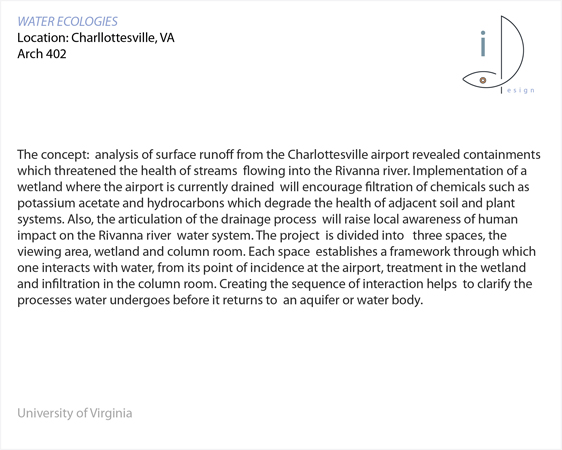 WATER ECOLOGIES
Location: Charllottesville, VA
Arch 402
i
esign
The concept: analysis of surface runoff from the Charlottesville airport revealed containments
which threatened the health of streams flowing into the Rivanna river. Implementation of a
wetland where the airport is currently drained will encourage filtration of chemicals such as
potassium acetate and hydrocarbons which degrade the health of adjacent soil and plant
systems. Also, the articulation of the drainage process will raise local awareness of human
impact on the Rivanna river water system. The project is divided into three spaces, the
viewing area, wetland and column room. Each space establishes a framework through which
one interacts with water, from its point of incidence at the airport, treatment in the wetland
and infiltration in the column room. Creating the sequence of interaction helps to clarify the
processes water undergoes before it returns to an aquifer or water body.
University of Virginia